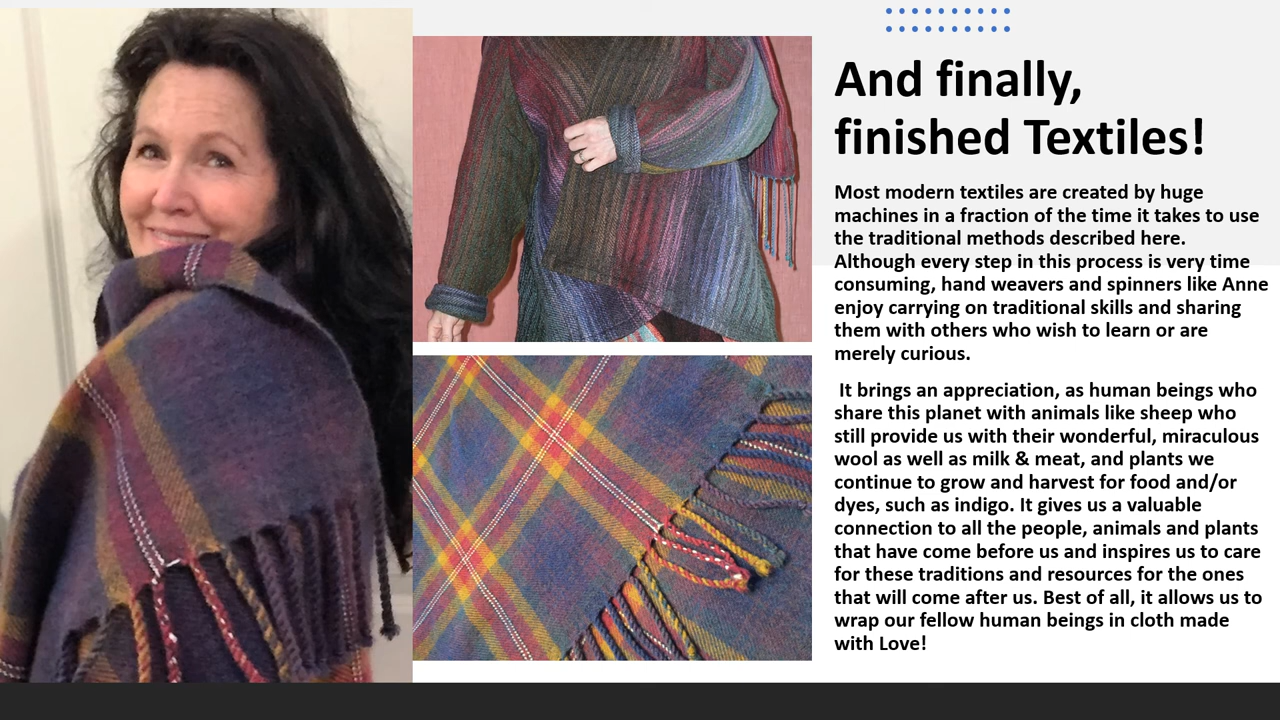 And finally,
finished Textiles!
Most modern textiles are created by huge
machines in a fraction of the time it takes to use
the traditional methods described here.
Although every step in this process is very time
consuming, hand weavers and spinners like Anne
enjoy carrying on traditional skills and sharing
them with others who wish to learn or are
merely curious.
It brings an appreciation, as human beings who
share this planet with animals like sheep who
still provide us with their wonderful, miraculous
wool as well as milk & meat, and plants we
continue to grow and harvest for food and/or
dyes, such as indigo. It gives us a valuable
connection to all the people, animals and plants
that have come before us and inspires us to care
for these traditions and resources for the ones
that will come after us. Best of all, it allows us to
wrap our fellow human beings in cloth made
with Love!